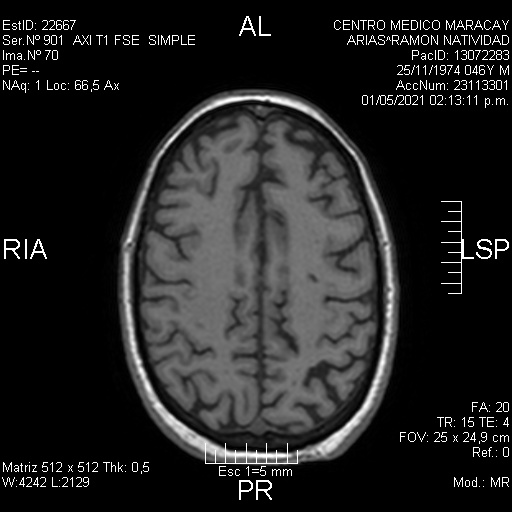 EstID: 22667
Ser.Nº 901 AXI T1 FSE SIMPLE
Ima.Nº 70
PE= --
NAq: 1 Loc: 66,5 Ax
AL
CENTRO MEDICO MARACAY
ARIAS^RAMON NATIVIDAD
PacID: 13072283
25/11/1974 046Y M
AccNum: 23113301
01/05/2021 02:13:11 p.m.
RIA
LSP
FA: 20
TR: 15 TE: 4
FOV: 25 x 24,9 cm
Ref.: 0
Matriz 512 x 512 Thk: 0,5
W:4242 L:2129
Esc 1=5 mm
PR
Mod.: MR